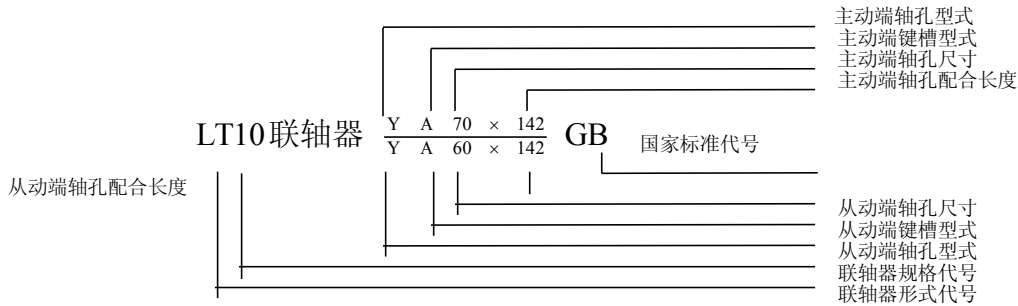 主动端轴孔型式
主动端键槽型式
主动端轴孔尺寸
主动端轴孔配合长度
LT10联轴器 Y A 70 × 142 GB
Y A 60 × 142
国家标准代号
从动端轴孔配合长度
从动端轴孔尺寸
从动端键槽型式
从动端轴孔型式
联轴器规格代号
联轴器形式代号